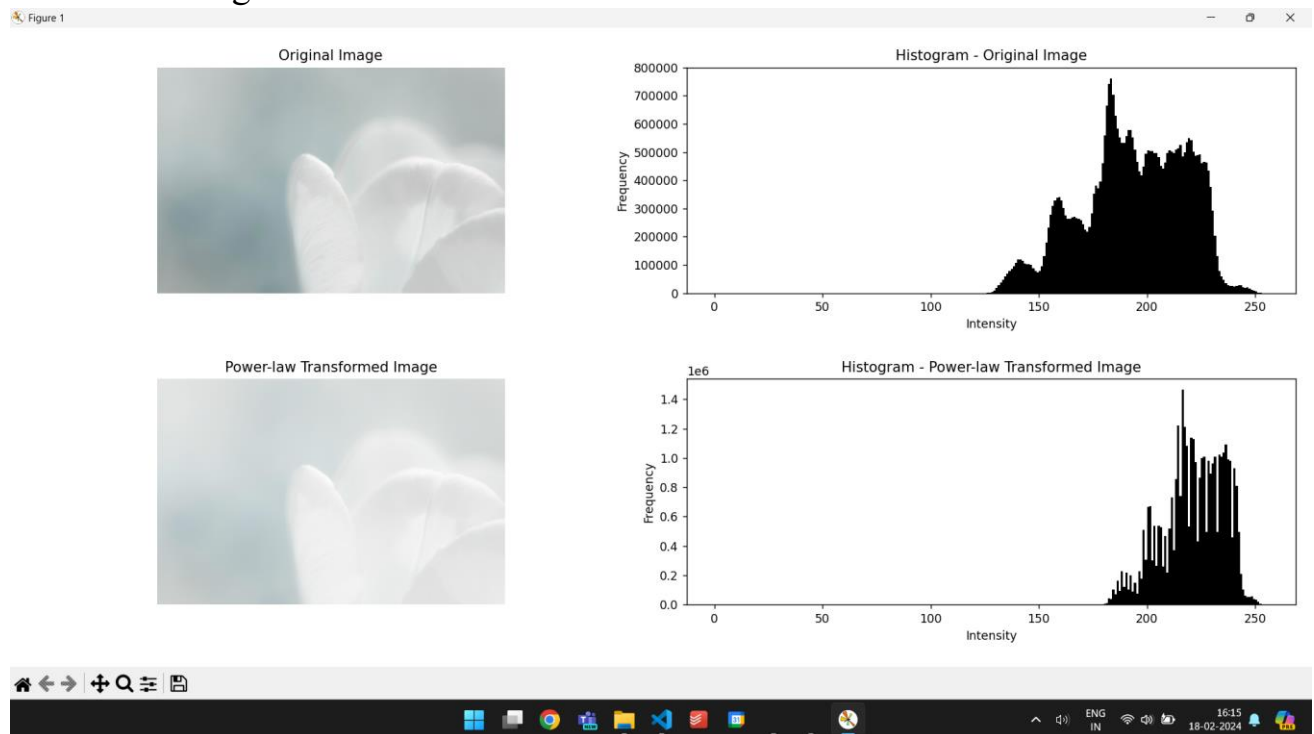 Figure 1
Original Image
Histogram - Original Image
800000
700000
600000
500000
400000
300000
200000
100000
0
Frequency
0 50 100 150 200 250
Intensity
Power-law Transformed Image
Histogram - Power-law Transformed Image
1e6
1.4
1.2
1.0
0.8
0.6
0.4
0.2
0.0
Frequency
0 50 100 150 200 250
Intensity
ENG
IN
16:15
18-02-2024